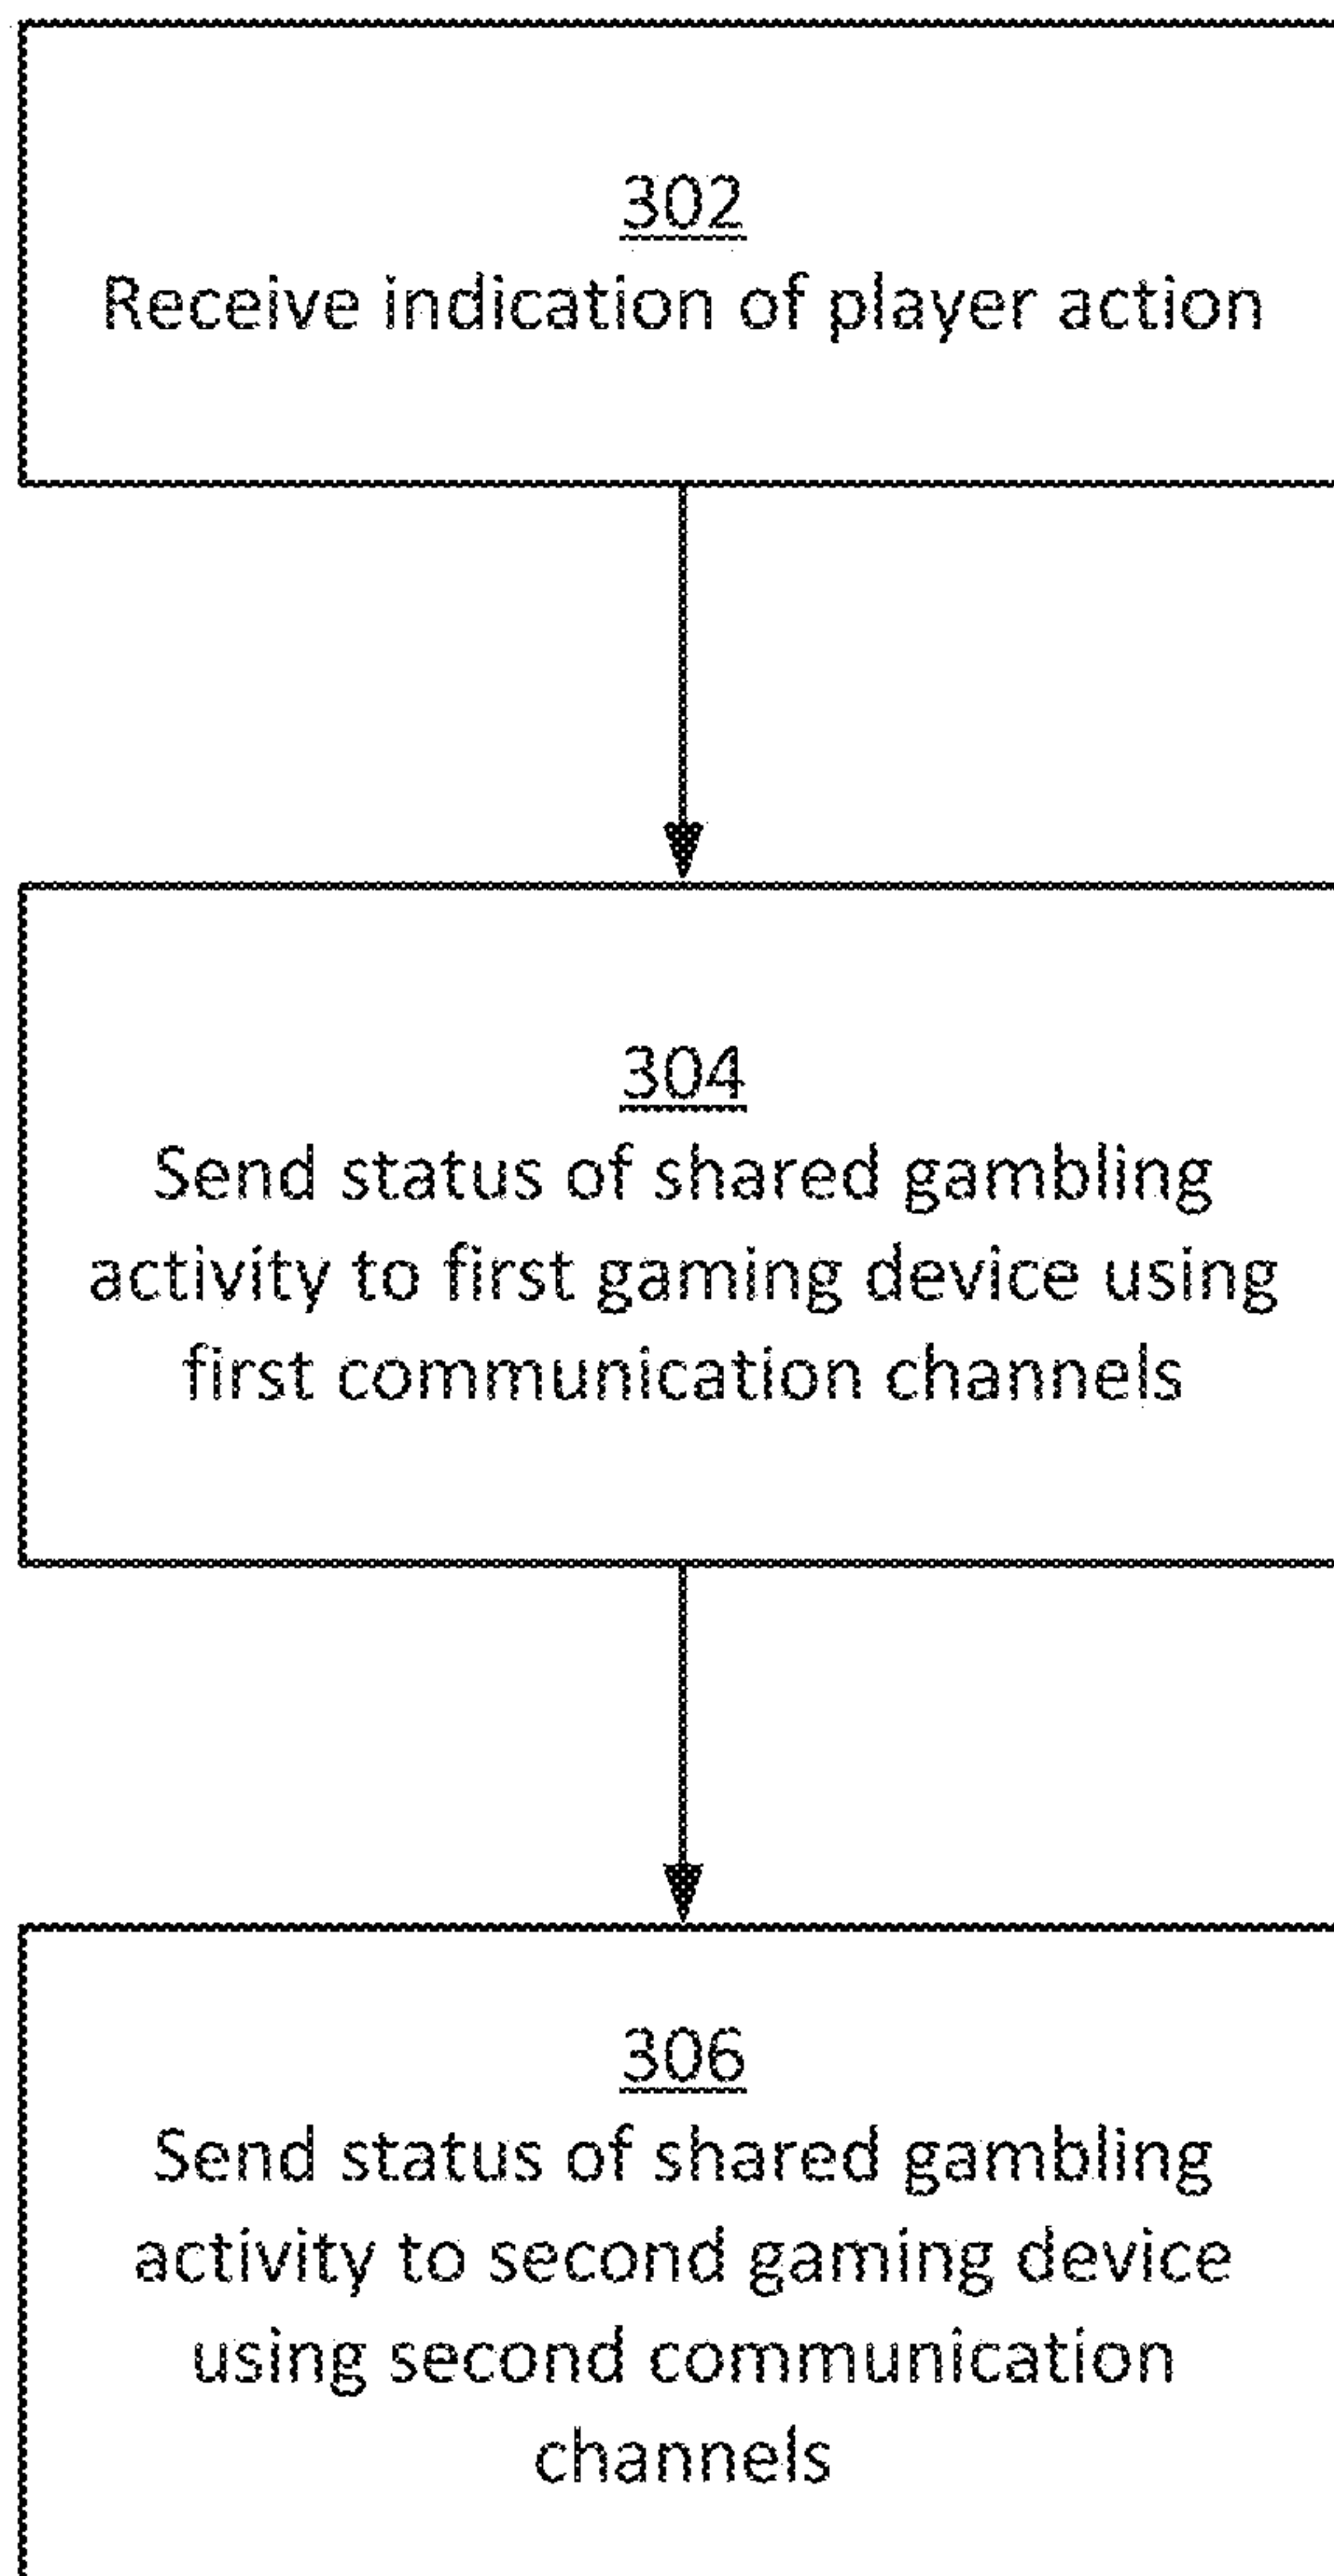 302
Receive indication of player action
304
Send status of shared gambling
activity to first gaming device using
first communication channels
306
Send status of shared gambling
activity to second gaming device
using second communication
channels